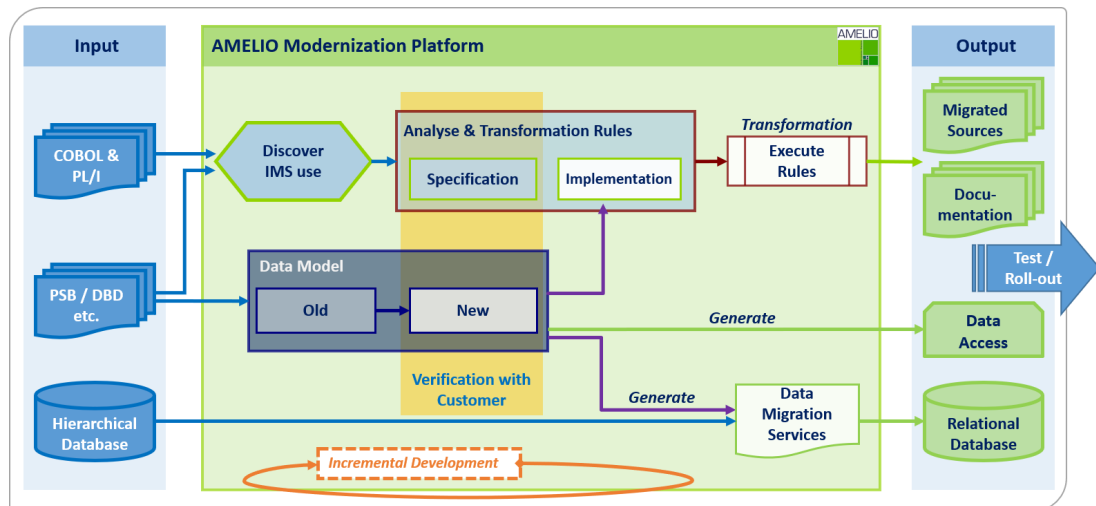 Input
AMELIO Modernization Platform
AMELIO
Output
COBOL &
PL/I
Discover
IMS use
Analyse & Transformation Rules
Specification
Implementation
Transformation
Execute
Rules
Migrated
Sources
Docu-
mentation
Test /
Roll-out
PSB / DBD
etc.
Data Model
Old
New
Generate
Data
Access
Verification with
Customer
Generate
Hierarchical
Database
Data
Migration
Services
Relational
Database
Incremental Development